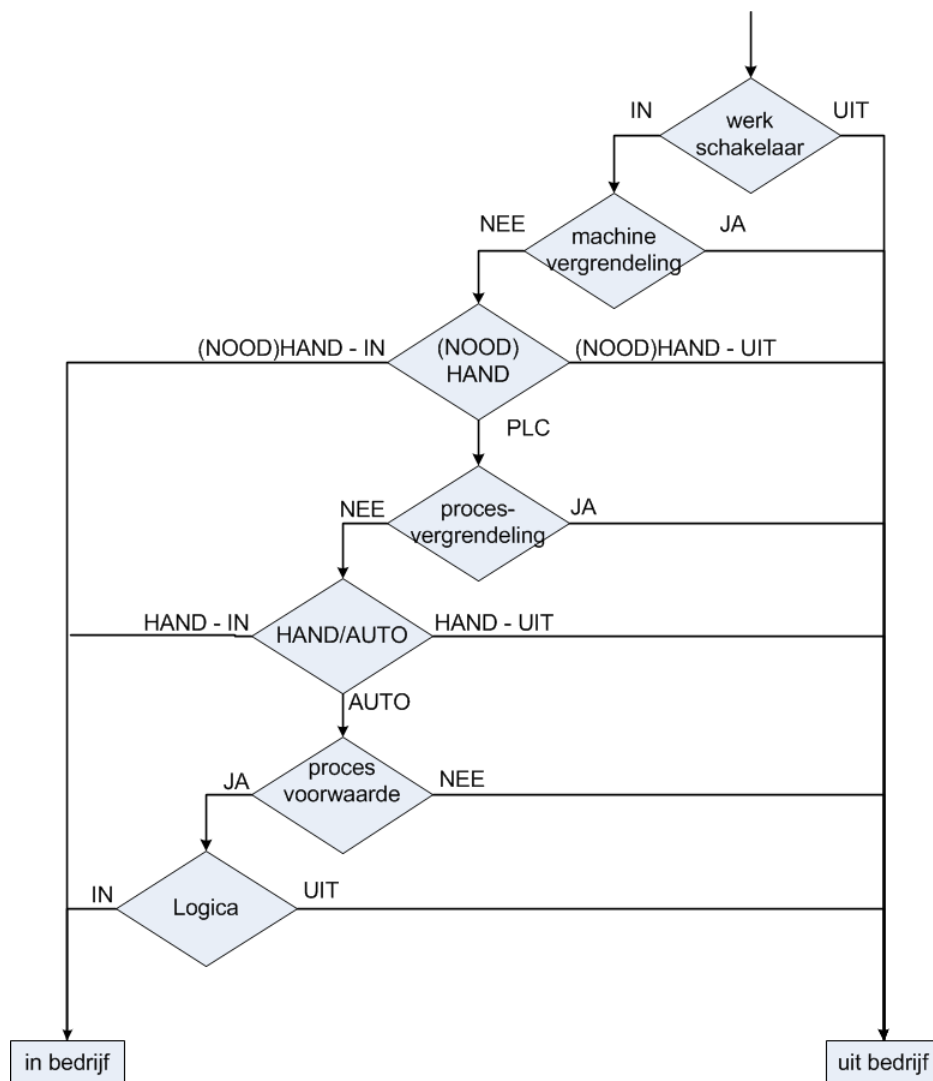 IN
werk
schakelaar
UIT
NEE
machine
vergrendeling
JA
(NOOD)HAND - IN
(NOOD)
HAND
(NOOD)HAND - UIT
PLC
NEE
proces-
vergrendeling
JA
HAND - IN
HAND/AUTO
HAND - UIT
AUTO
JA
proces
voorwaarde
NEE
IN
Logica
UIT
in bedrijf
uit bedrijf